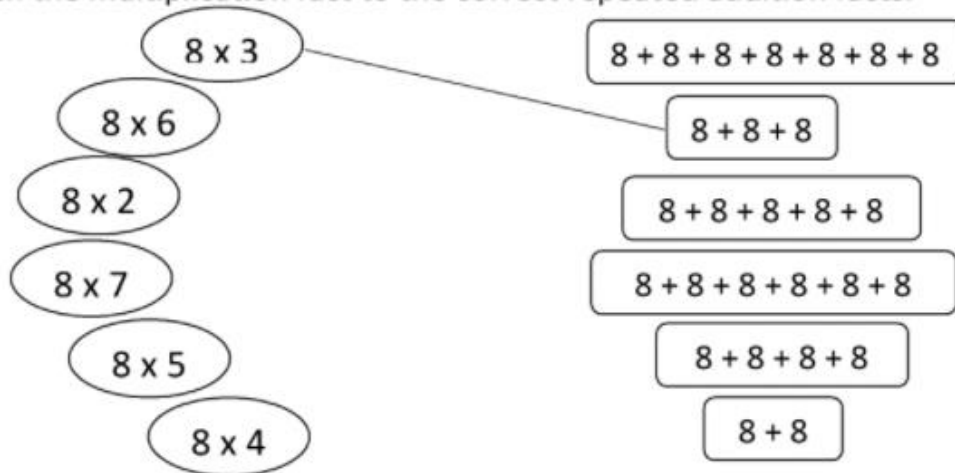 the multiplication fact to the correct repeated addition facts.
8 x 3
8 x 6
8 x 2
8 x 7
8 x 5
8 x 4
8 + 8 + 8 + 8 + 8 + 8 + 8
8 + 8 + 8
8 + 8 + 8 + 8 + 8
8 + 8 + 8 + 8 + 8 + 8
8 + 8 + 8 + 8
8 + 8